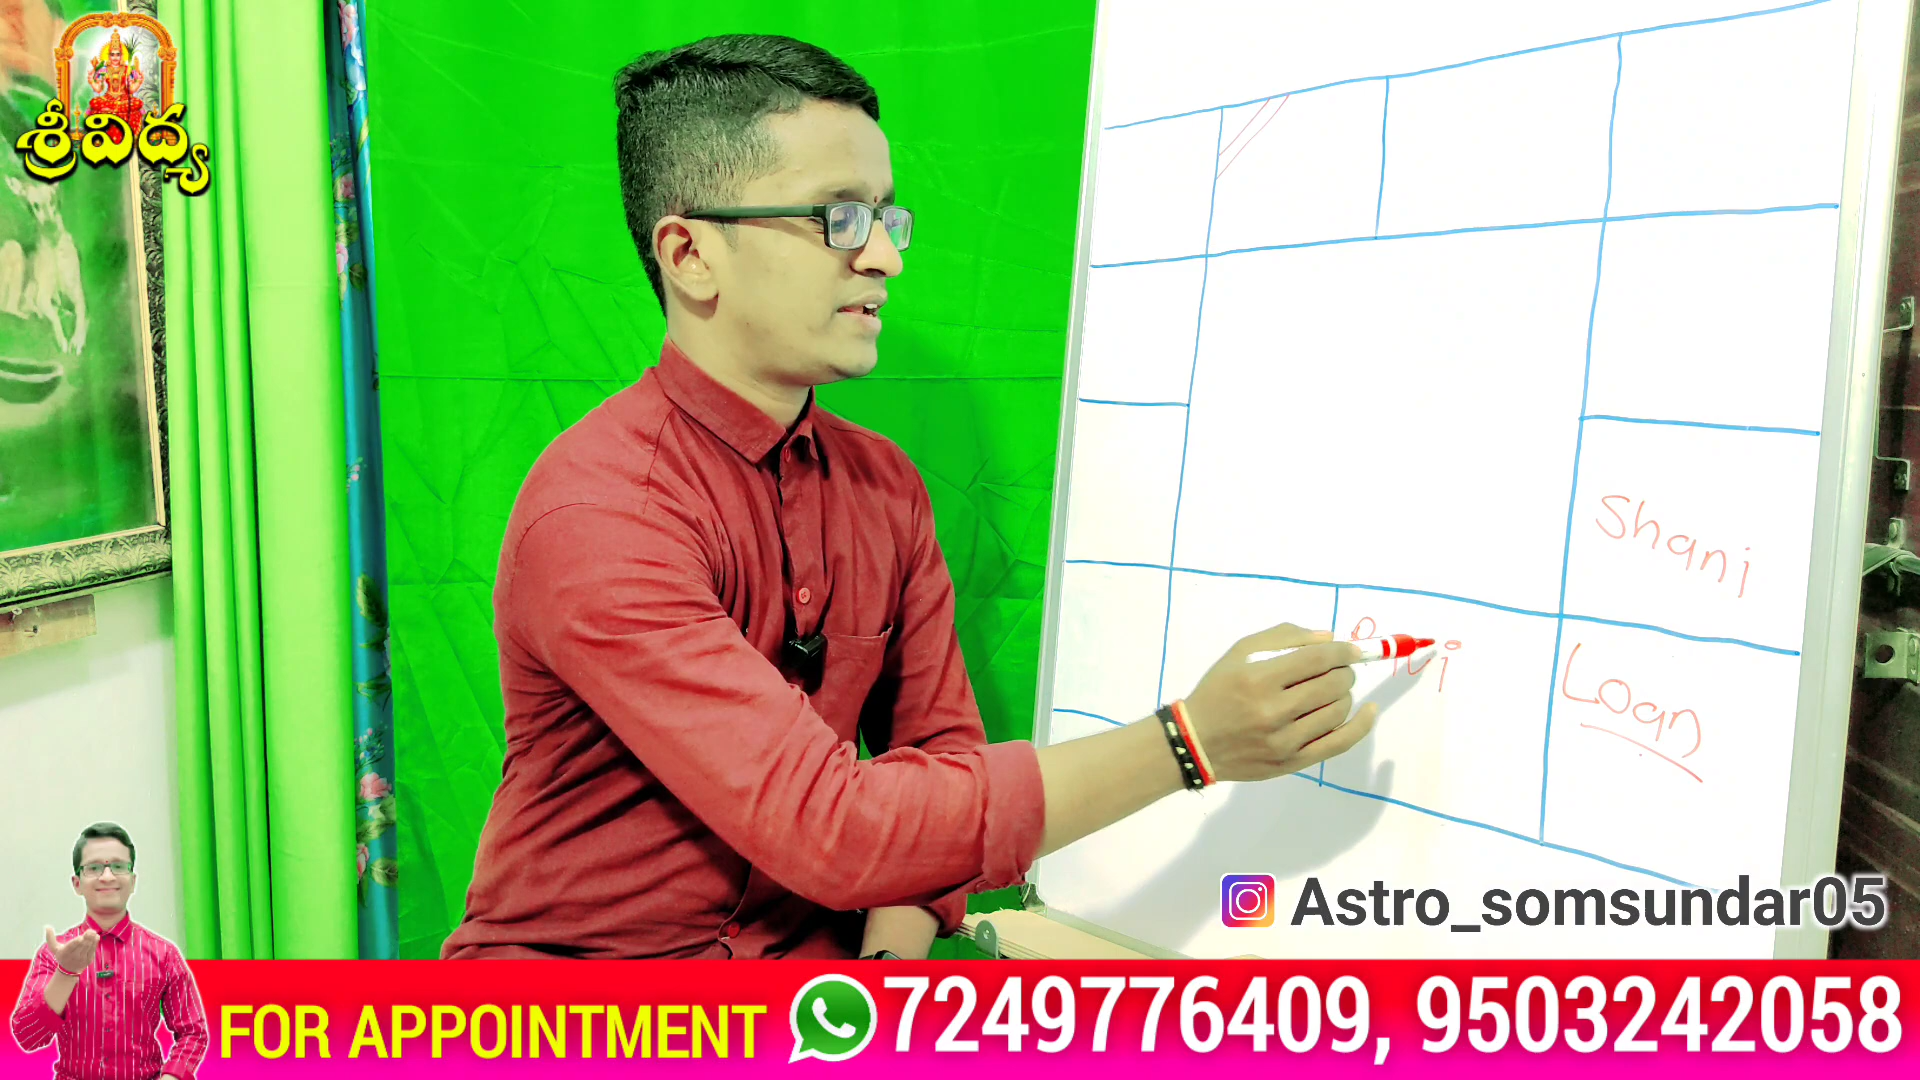 శ్రీవిద్య
Shani
Loan
Astro_somsundar05
FOR APPOINTMENT 7249776409, 9503242058